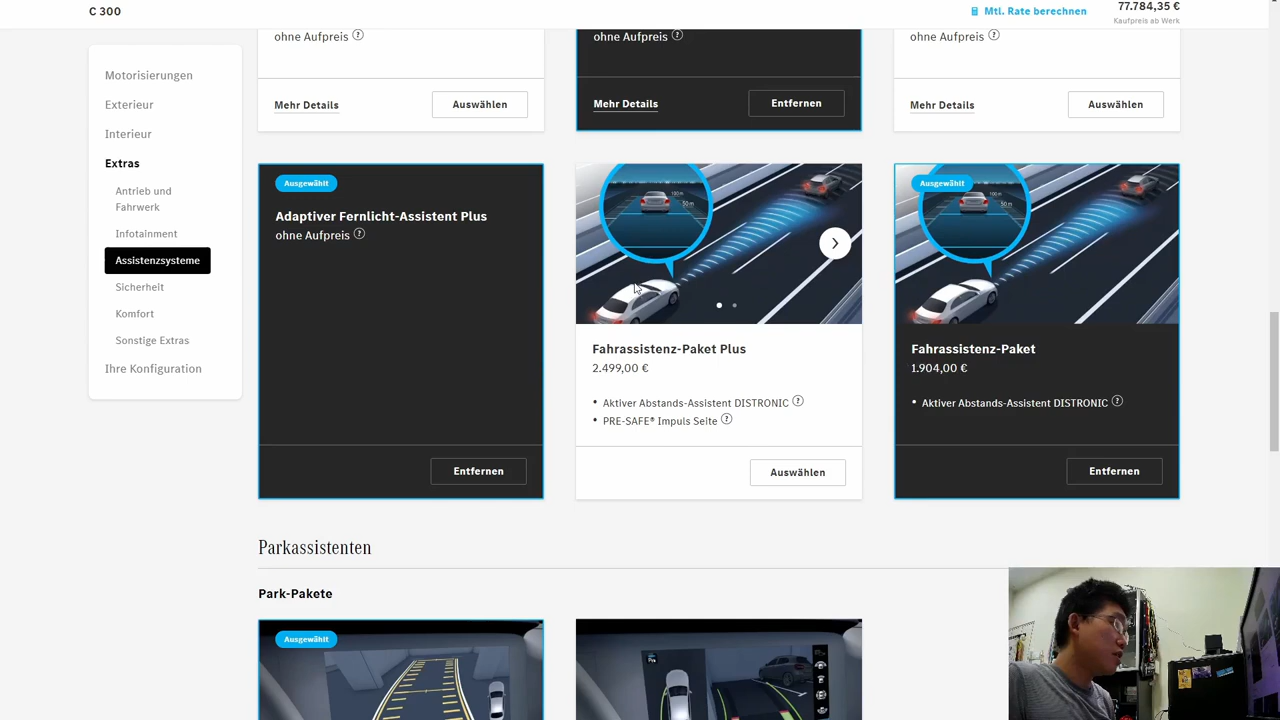 C 300
Mtl. Rate berechnen
77.784,35 €
Kaufpreis ab Werk
Motorisierungen
Exterieur
Interieur
Extras
Antrieb und
Fahrwerk
Infotainment
Assistenzsysteme
Sicherheit
Komfort
Sonstige Extras
Ihre Konfiguration
ohne Aufpreis ?
Mehr Details
Auswählen
ohne Aufpreis ?
Mehr Details
Entfernen
ohne Aufpreis ?
Mehr Details
Auswählen
Ausgewählt
Adaptiver Fernlicht-Assistent Plus
ohne Aufpreis ?
Entfernen
100 m
50 m
Fahrassistenz-Paket Plus
2.499,00 €
• Aktiver Abstands-Assistent DISTRONIC ?
• PRE-SAFE® Impuls Seite ?
Auswählen
Ausgewählt
100 m
50 m
Fahrassistenz-Paket
1.904,00 €
• Aktiver Abstands-Assistent DISTRONIC ?
Entfernen
Parkassistenten
Park-Pakete
Ausgewählt